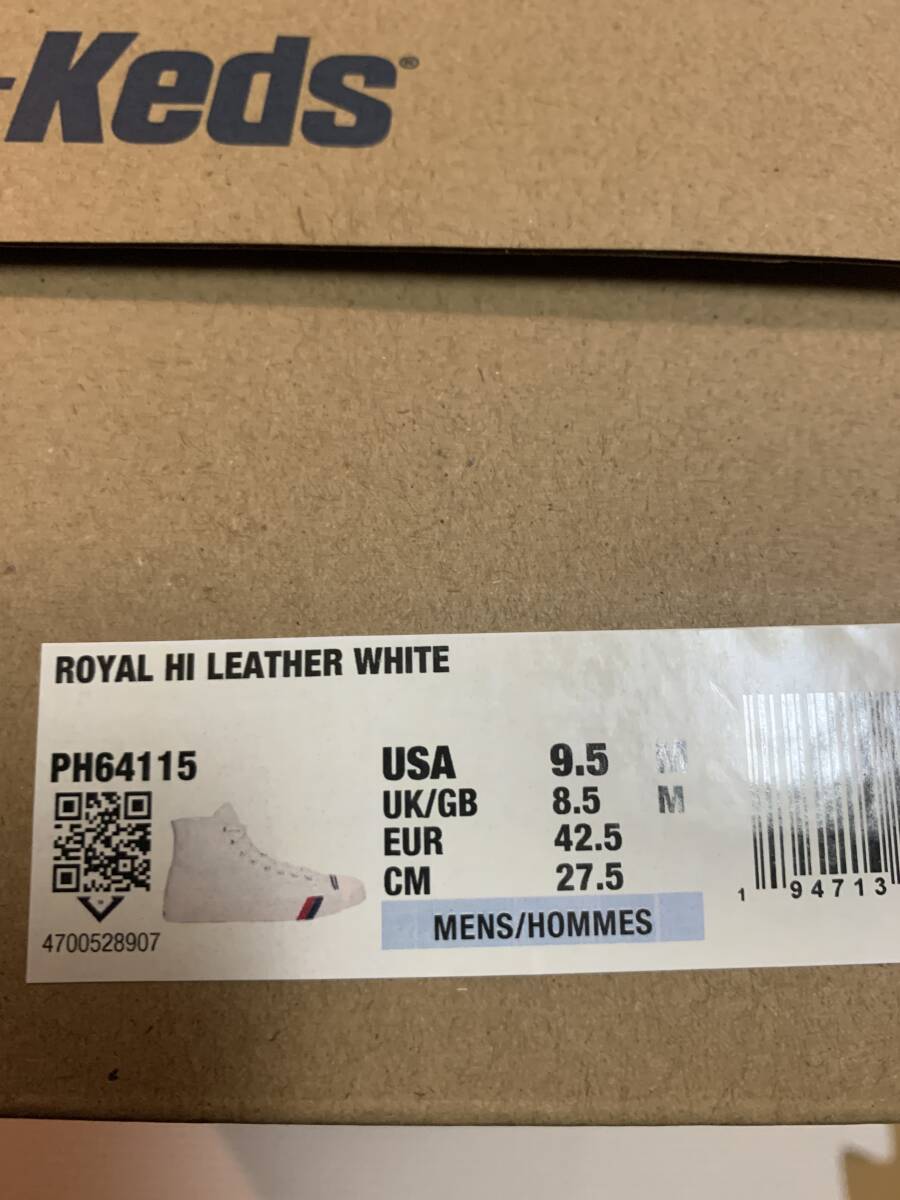 -Keds®
ROYAL HI LEATHER WHITE
PH64115
USA 9.5 M
UK/GB 8.5 M
EUR 42.5
CM 27.5
MENS/HOMMES
4700528907
1 94713